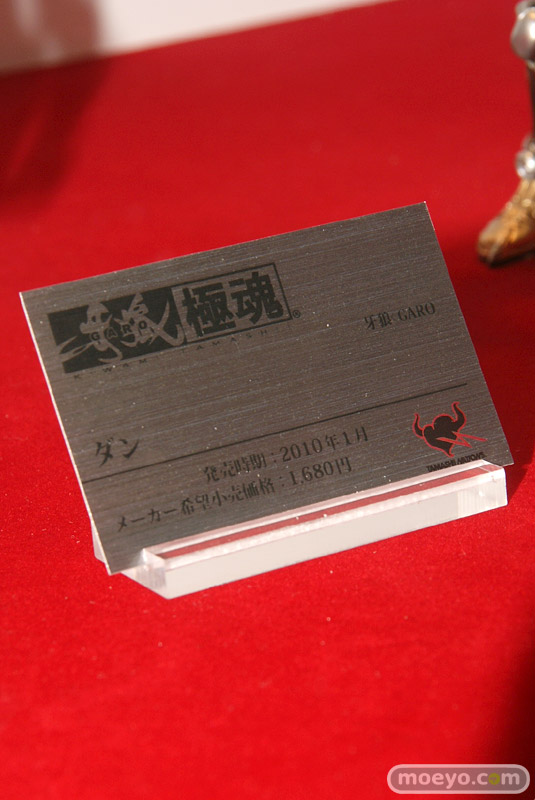 牙狼 GARO 極魂®
KIWAMI TAMASHII
牙狼 GARO
ダン
発売時期：2010年1月
メーカー希望小売価格：1,680円
TAMASHII NATIONS
moeyo.com